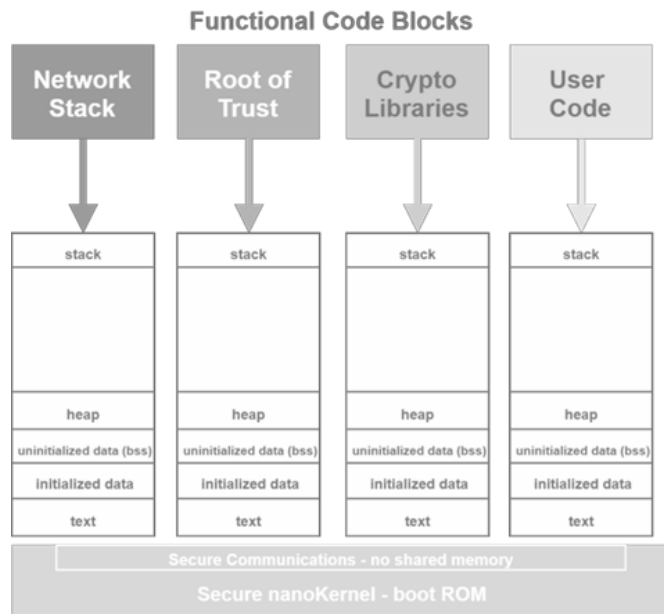 Functional Code Blocks
Network
Stack
Root of
Trust
Crypto
Libraries
User
Code
stack
stack
stack
stack
heap
heap
heap
heap
uninitialized data (bss)
uninitialized data (bss)
uninitialized data (bss)
uninitialized data (bss)
initialized data
initialized data
initialized data
initialized data
text
text
text
text
Secure Communications - no shared memory
Secure nanoKernel - boot ROM